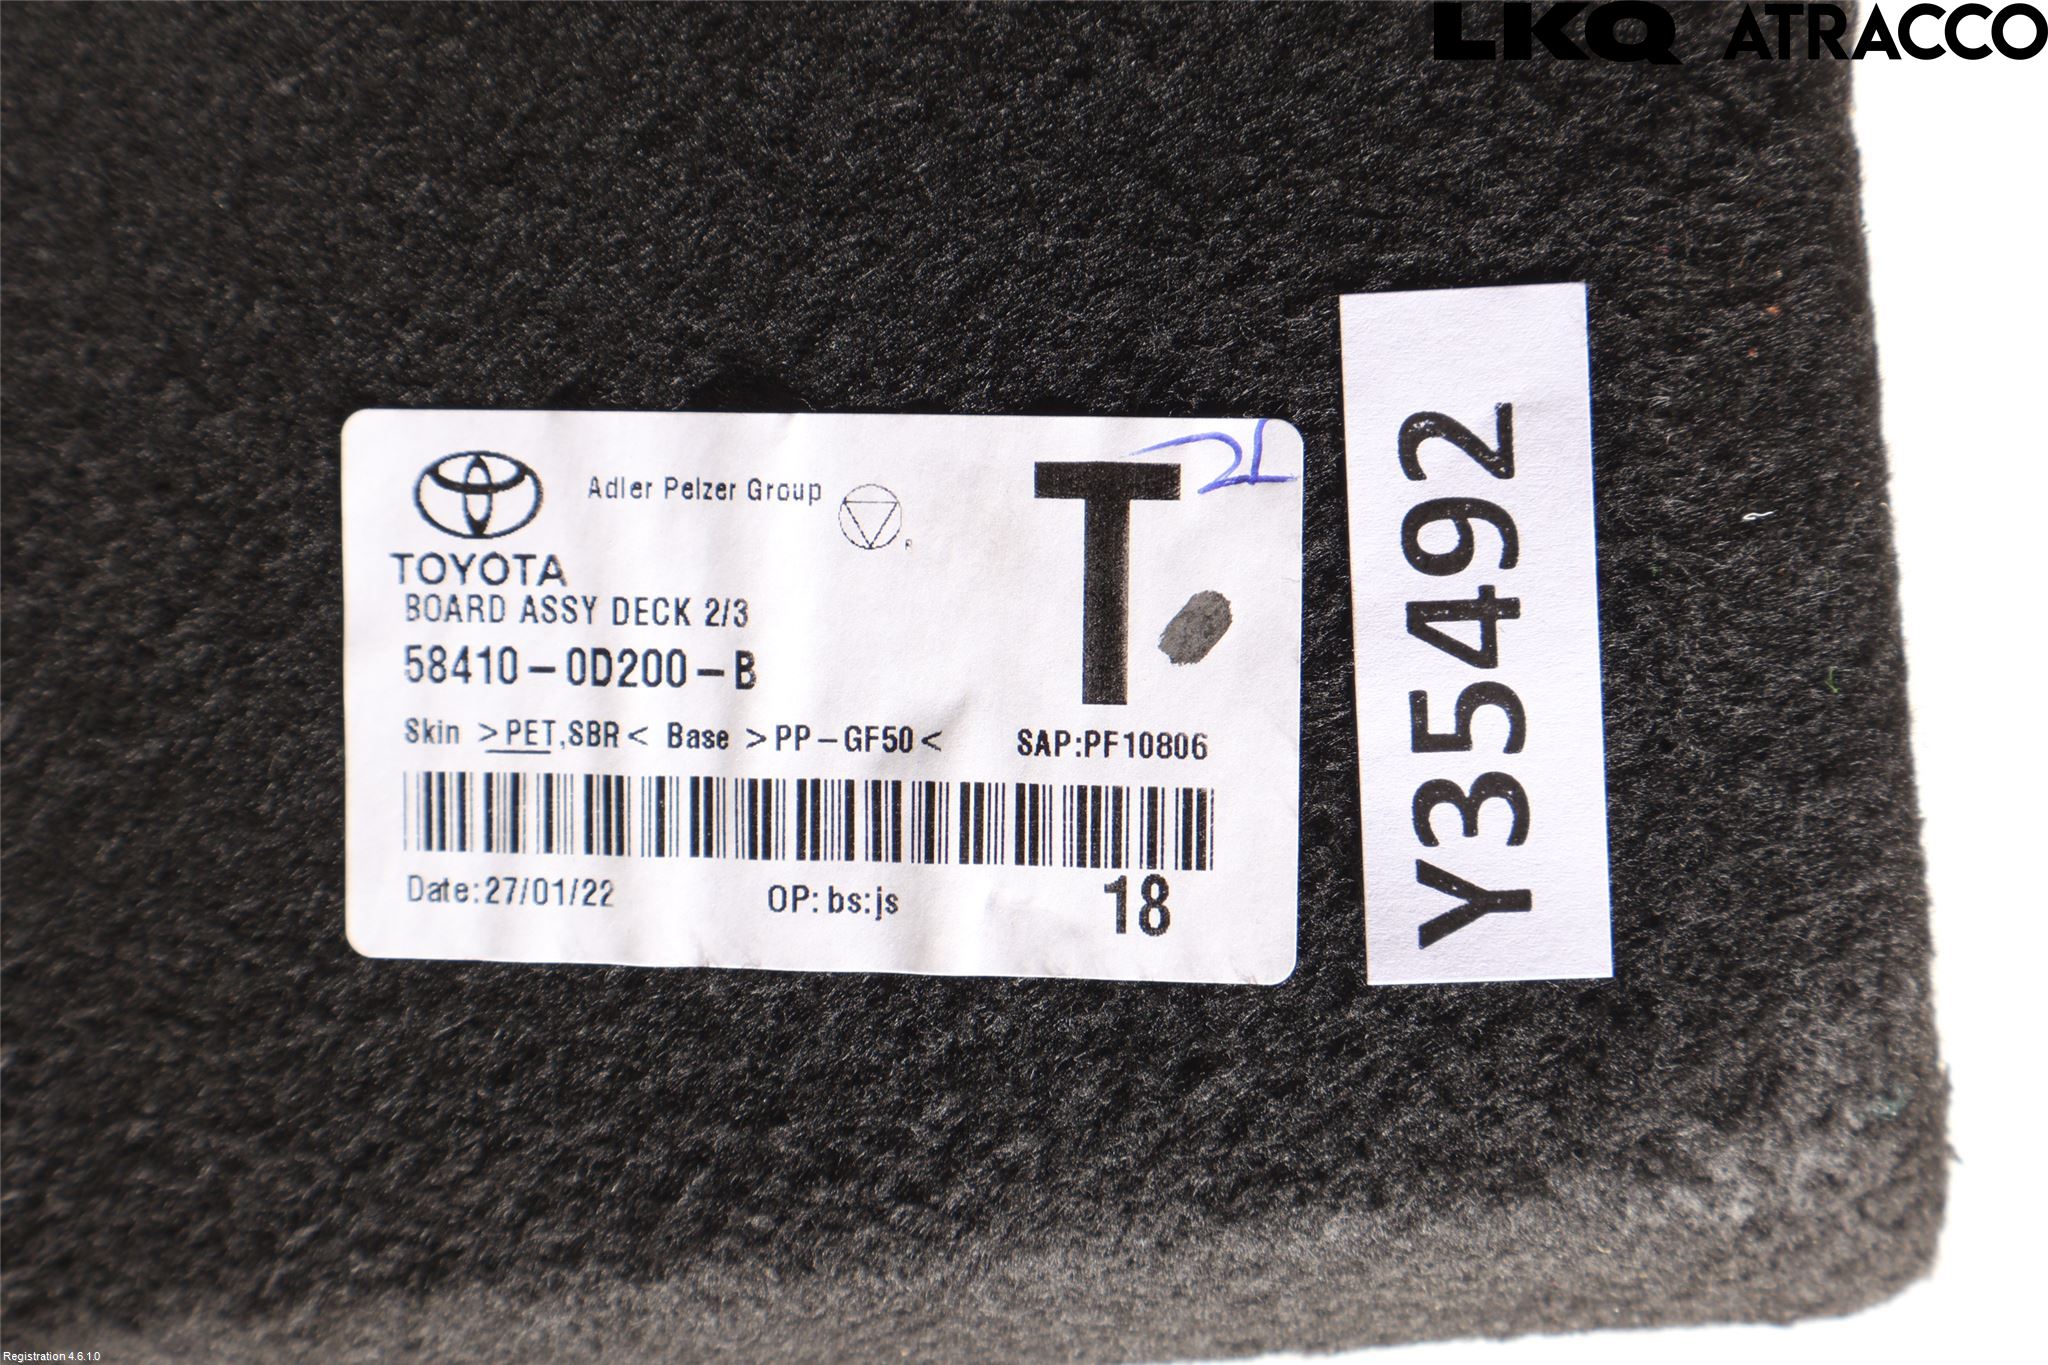 LKQ ATRACCO
Adler Pelzer Group
R
T
TOYOTA
BOARD ASSY DECK 2/3
58410-0D200-B
Skin >PET,SBR< Base >PP-GF50<
SAP:PF10806
Date:27/01/22
OP:bs:js
18
Y35492
Registration 4.6.1.0